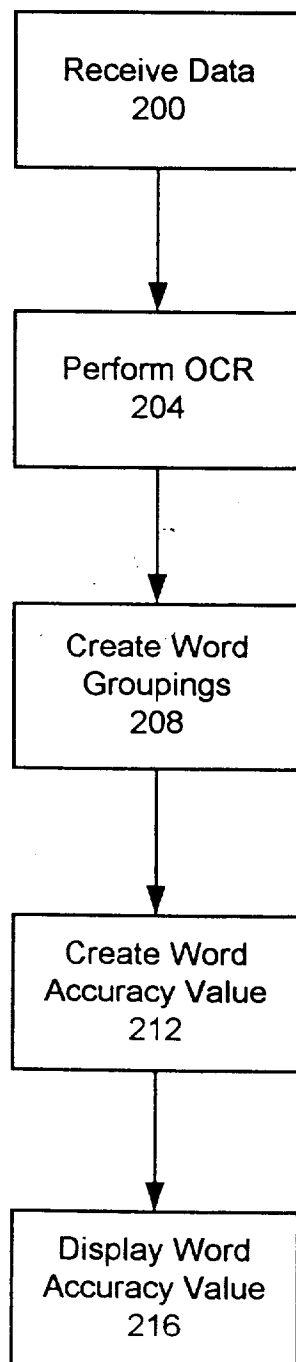 Receive Data
200
Perform OCR
204
Create Word
Groupings
208
Create Word
Accuracy Value
212
Display Word
Accuracy Value
216